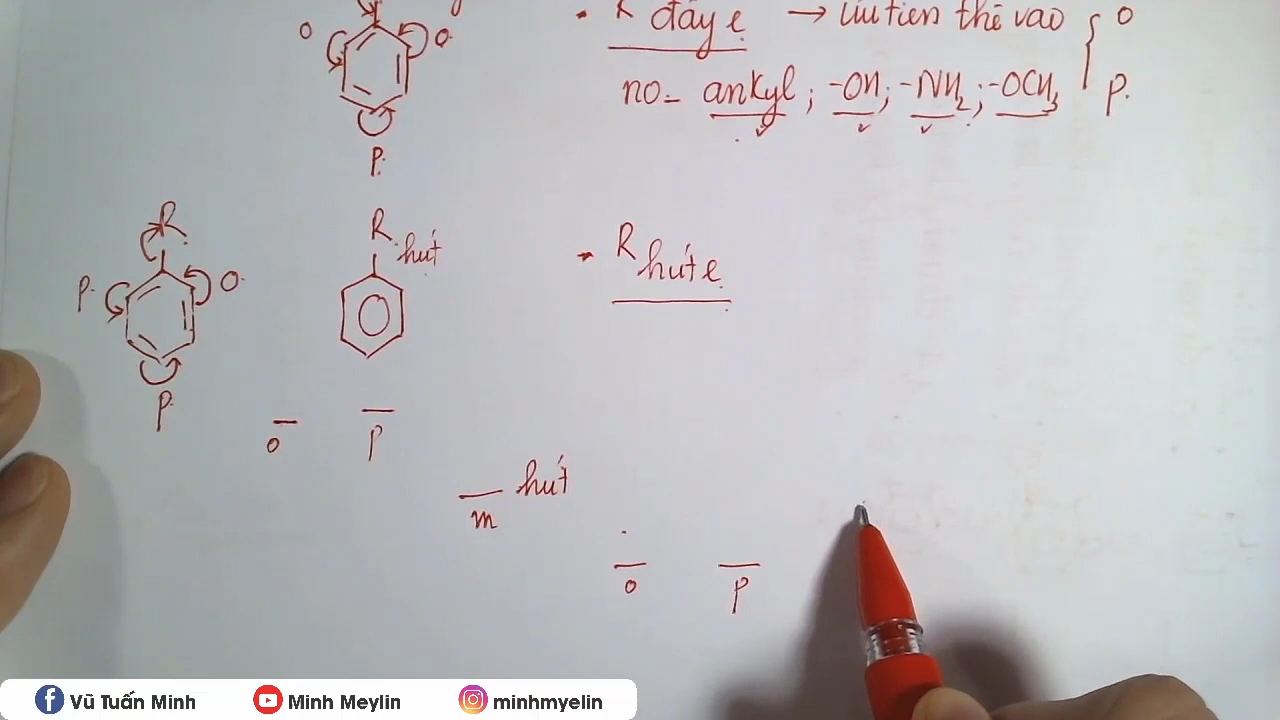 R đẩy e → ưu tiên thế vào { o
no - ankyl ; -OH ; -NH2 ; -OCH3 p.
o o
p.
R
R hút
R hút e
p. o
p.
o p
m hút
o p
Vũ Tuấn Minh Minh Meylin minhmyelin